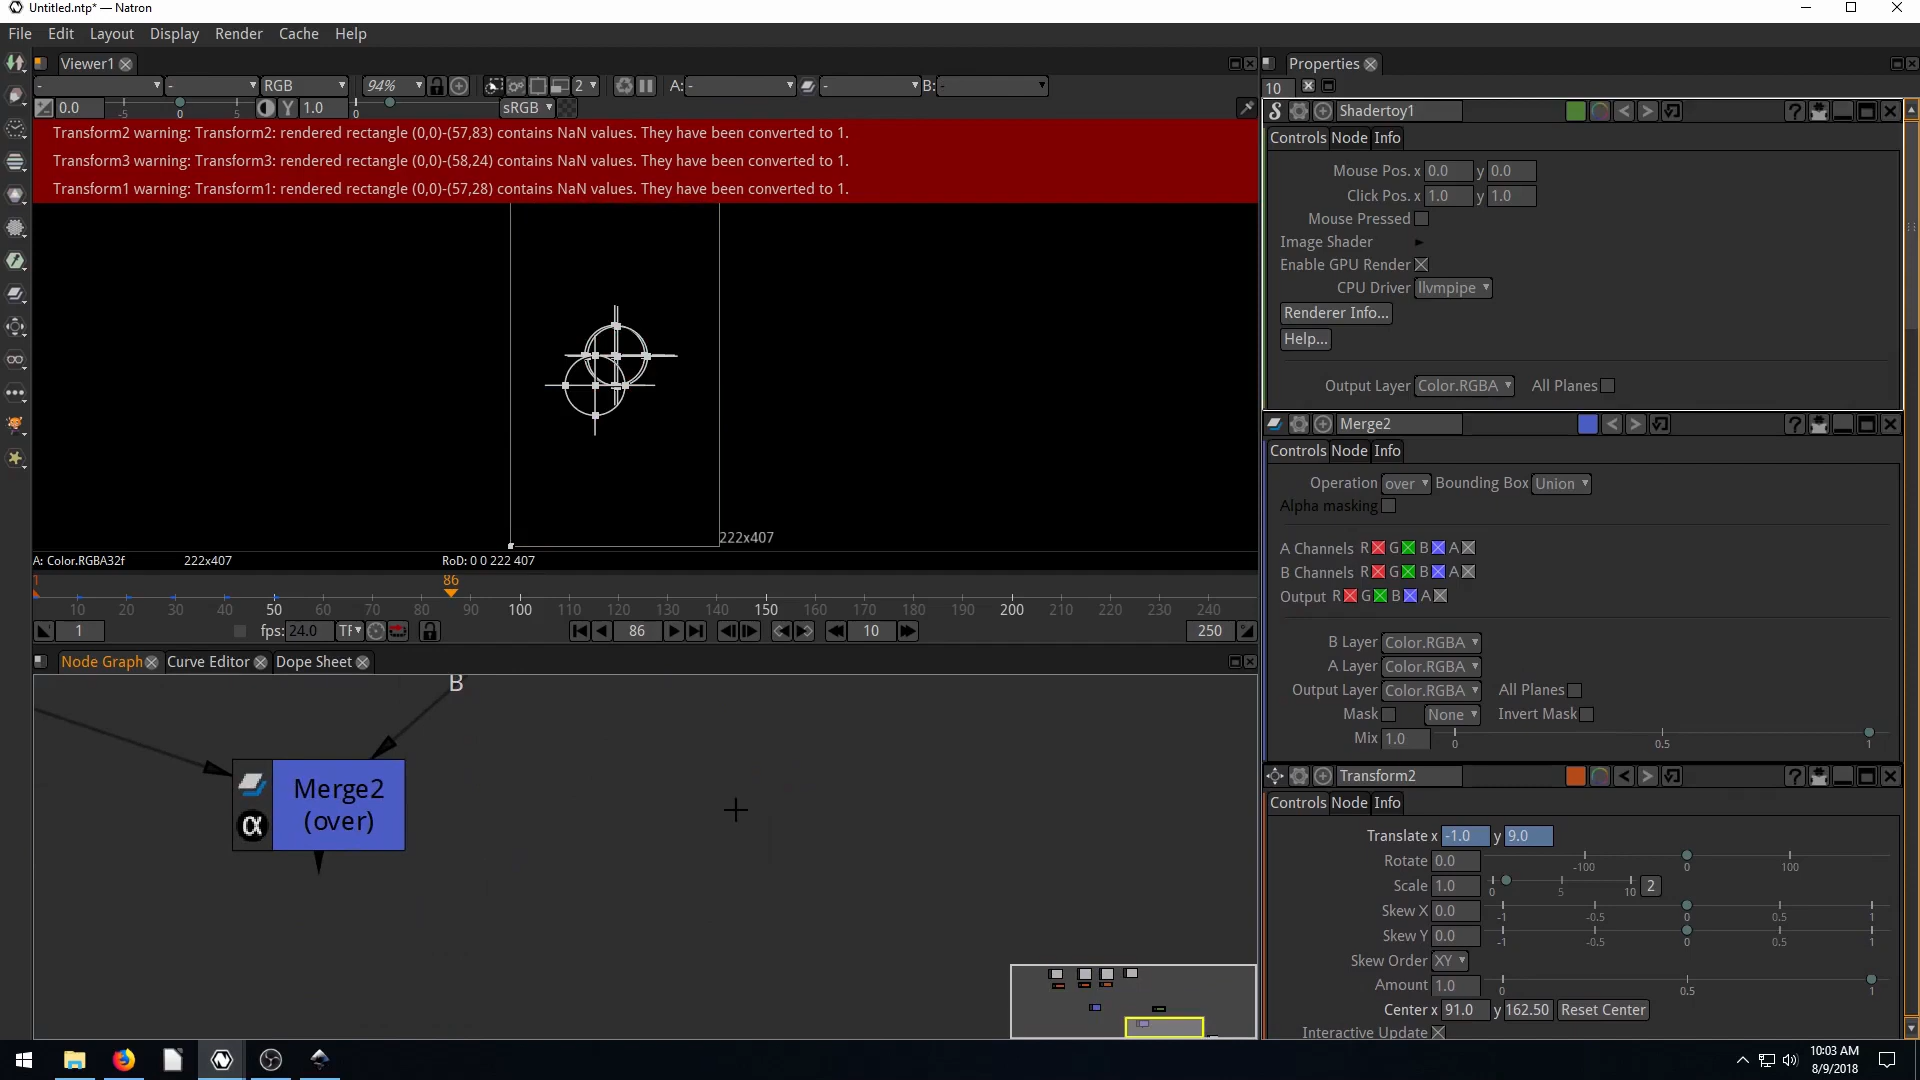 Untitled.ntp* — Natron
File Edit Layout Display Render Cache Help
Viewer1
Properties
- - RGB 94% 2 A: - - B: -
10
0.0 -5 0 5 Y 1.0 0 sRGB
Shadertoy1
Transform2 warning: Transform2: rendered rectangle (0,0)-(57,83) contains NaN values. They have been converted to 1.
Transform3 warning: Transform3: rendered rectangle (0,0)-(58,24) contains NaN values. They have been converted to 1.
Transform1 warning: Transform1: rendered rectangle (0,0)-(57,28) contains NaN values. They have been converted to 1.
Controls Node Info
Mouse Pos. x 0.0 y 0.0
Click Pos. x 1.0 y 1.0
Mouse Pressed
Image Shader
Enable GPU Render
CPU Driver llvmpipe
Renderer Info...
Help...
Output Layer Color.RGBA All Planes
222x407
A: Color.RGBA32f 222x407 RoD: 0 0 222 407
1 86
10 20 30 40 50 60 70 80 90 100 110 120 130 140 150 160 170 180 190 200 210 220 230 240
1 fps: 24.0 TF 86 10 250
Merge2
Controls Node Info
Operation over Bounding Box Union
Alpha masking
A Channels R G B A
B Channels R G B A
Output R G B A
B Layer Color.RGBA
A Layer Color.RGBA
Output Layer Color.RGBA All Planes
Mask None Invert Mask
Mix 1.0 0 0.5 1
Node Graph Curve Editor Dope Sheet
B
Merge2
(over)
α
Transform2
Controls Node Info
Translate x -1.0 y 9.0
Rotate 0.0 -100 0 100
Scale 1.0 0 5 10 2
Skew X 0.0 -1 -0.5 0 0.5 1
Skew Y 0.0 -1 -0.5 0 0.5 1
Skew Order XY
Amount 1.0 0 0.5 1
Center x 91.0 y 162.50 Reset Center
Interactive Update
10:03 AM
8/9/2018